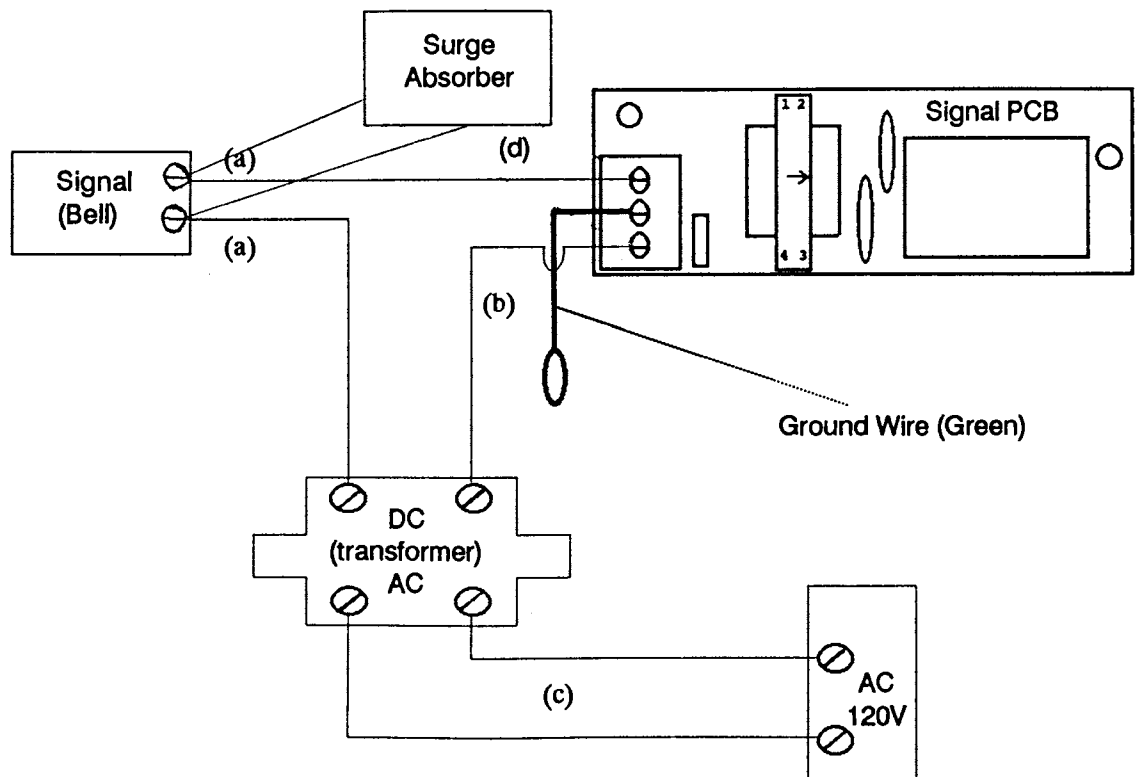 Surge
Absorber
Signal PCB
1 2
4 3
Signal
(Bell)
(a)
(d)
(a)
(b)
Ground Wire (Green)
DC
(transformer)
AC
(c)
AC
120V